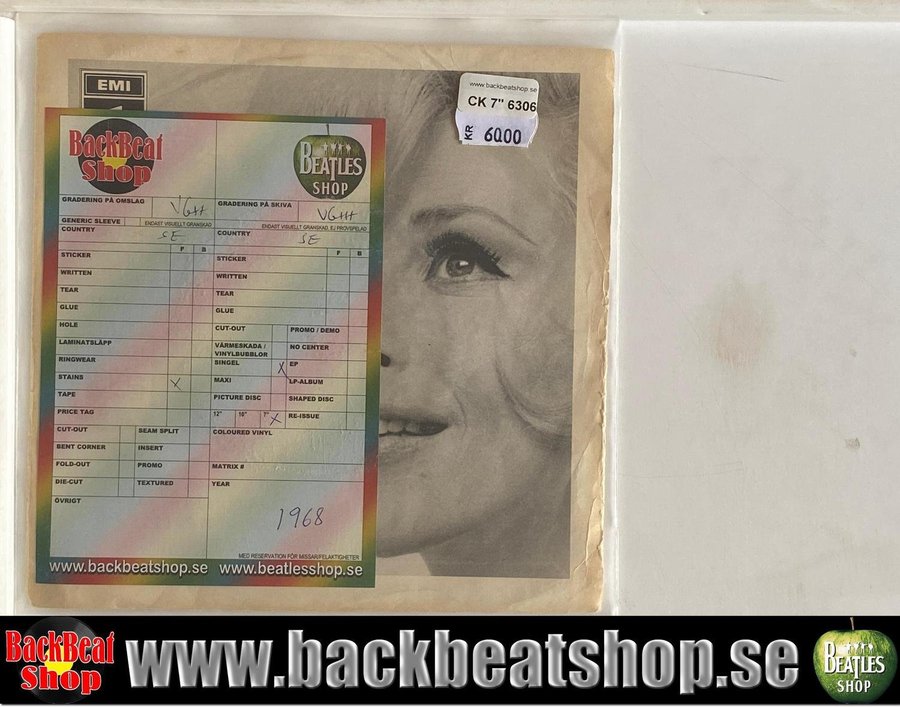 EMI
www.backbeatshop.se
CK 7" 6306
KR 6000
BackBeat Shop
BEATLES SHOP
GRADERING PÅ OMSLAG VG++
GENERIC SLEEVE ENDAST VISUELLT GRANSKAD
COUNTRY SE
F B
STICKER
WRITTEN
TEAR
GLUE
HOLE
LAMINATSLÄPP
RINGWEAR
STAINS X
TAPE
PRICE TAG
CUT-OUT SEAM SPLIT
BENT CORNER INSERT
FOLD-OUT PROMO
DIE-CUT TEXTURED
ÖVRIGT
GRADERING PÅ SKIVA VG++
ENDAST VISUELLT GRANSKAD, EJ PROVSPELAD
COUNTRY SE
F B
STICKER
WRITTEN
TEAR
GLUE
CUT-OUT PROMO / DEMO
VÄRMESKADA / VINYLBUBBLOR NO CENTER
SINGEL X EP
MAXI LP-ALBUM
PICTURE DISC SHAPED DISC
12" 10" 7" X RE-ISSUE
COLOURED VINYL
MATRIX #
YEAR
1968
MED RESERVATION FÖR MISSAR/FELAKTIGHETER
www.backbeatshop.se www.beatlesshop.se
BackBeat Shop www.backbeatshop.se BEATLES SHOP